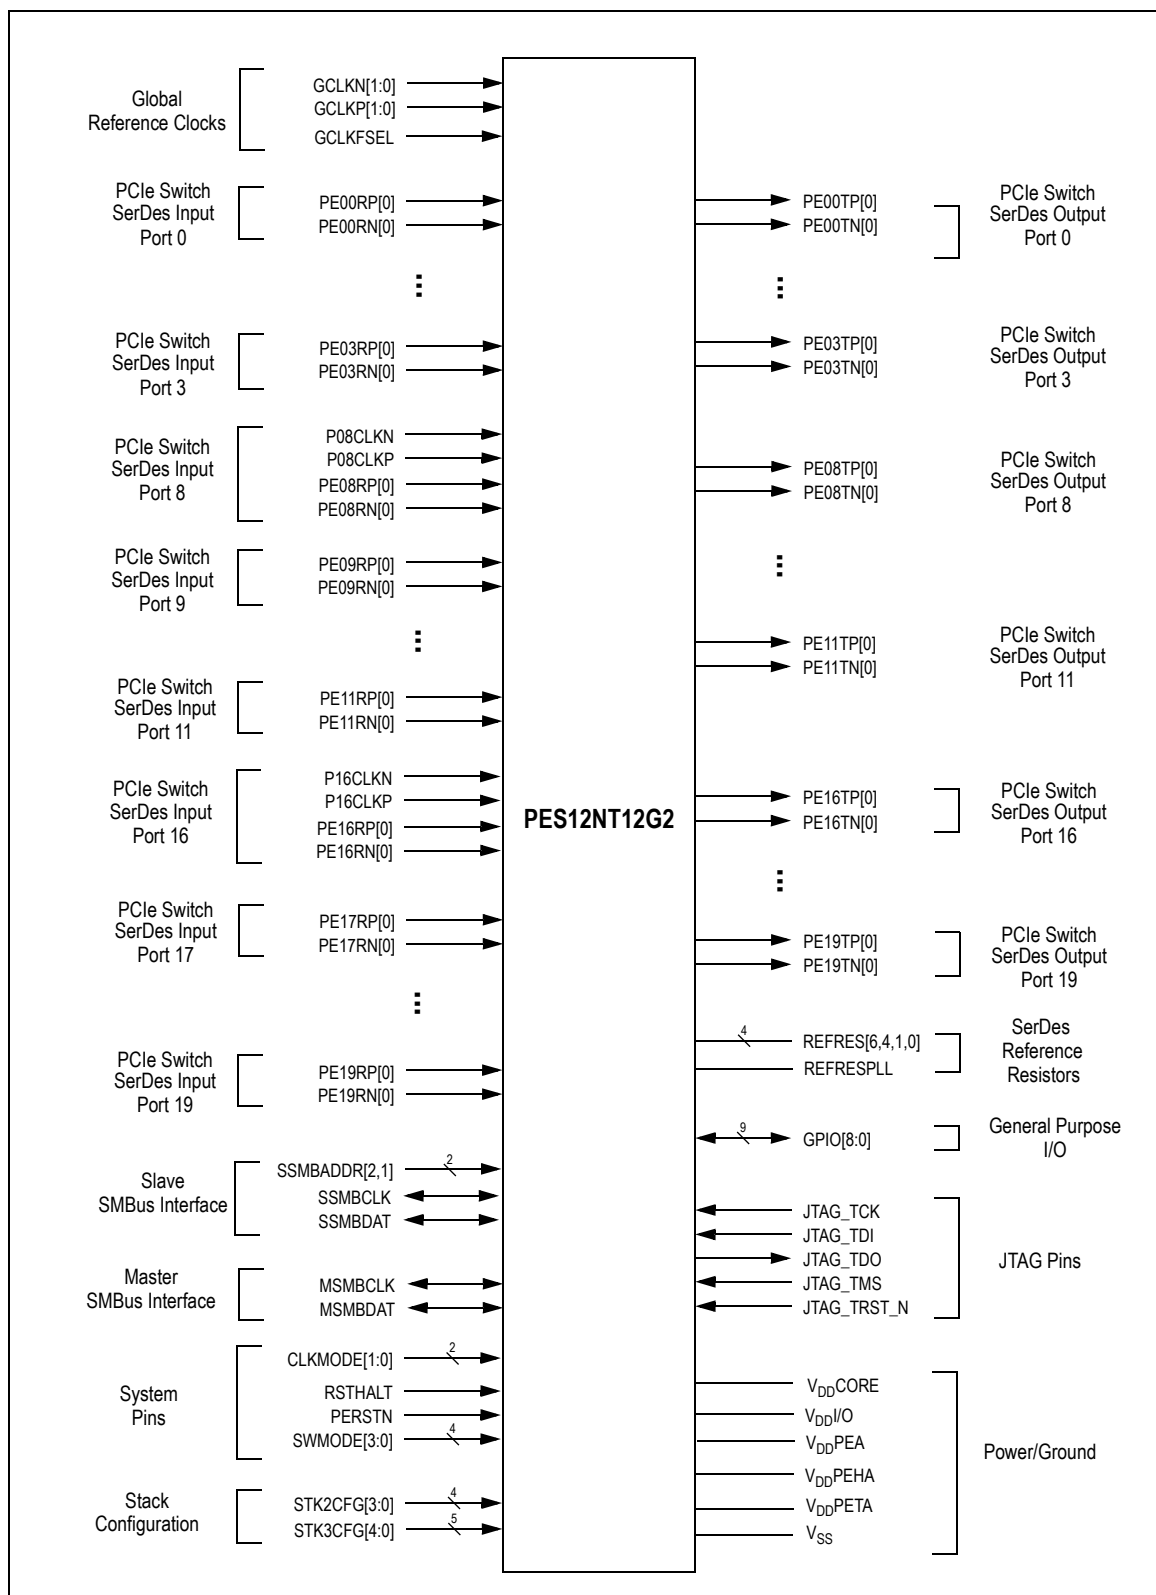 Global
Reference Clocks
GCLKN[1:0]
GCLKP[1:0]
GCLKFSEL
PCIe Switch
SerDes Input
Port 0
PE00RP[0]
PE00RN[0]
...
PCIe Switch
SerDes Input
Port 3
PE03RP[0]
PE03RN[0]
PCIe Switch
SerDes Input
Port 8
P08CLKN
P08CLKP
PE08RP[0]
PE08RN[0]
PCIe Switch
SerDes Input
Port 9
PE09RP[0]
PE09RN[0]
...
PCIe Switch
SerDes Input
Port 11
PE11RP[0]
PE11RN[0]
PCIe Switch
SerDes Input
Port 16
P16CLKN
P16CLKP
PE16RP[0]
PE16RN[0]
PCIe Switch
SerDes Input
Port 17
PE17RP[0]
PE17RN[0]
...
PCIe Switch
SerDes Input
Port 19
PE19RP[0]
PE19RN[0]
Slave
SMBus Interface
SSMBADDR[2,1]
2
SSMBCLK
SSMBDAT
Master
SMBus Interface
MSMBCLK
MSMBDAT
System
Pins
CLKMODE[1:0]
2
RSTHALT
PERSTN
SWMODE[3:0]
4
Stack
Configuration
STK2CFG[3:0]
4
STK3CFG[4:0]
5
PES12NT12G2
PE00TP[0]
PE00TN[0]
PCIe Switch
SerDes Output
Port 0
...
PE03TP[0]
PE03TN[0]
PCIe Switch
SerDes Output
Port 3
PE08TP[0]
PE08TN[0]
PCIe Switch
SerDes Output
Port 8
...
PE11TP[0]
PE11TN[0]
PCIe Switch
SerDes Output
Port 11
PE16TP[0]
PE16TN[0]
PCIe Switch
SerDes Output
Port 16
...
PE19TP[0]
PE19TN[0]
PCIe Switch
SerDes Output
Port 19
4
REFRES[6,4,1,0]
REFRESPLL
SerDes
Reference
Resistors
9
GPIO[8:0]
General Purpose
I/O
JTAG_TCK
JTAG_TDI
JTAG_TDO
JTAG_TMS
JTAG_TRST_N
JTAG Pins
VDDCORE
VDDI/O
VDDPEA
VDDPEHA
VDDPETA
VSS
Power/Ground